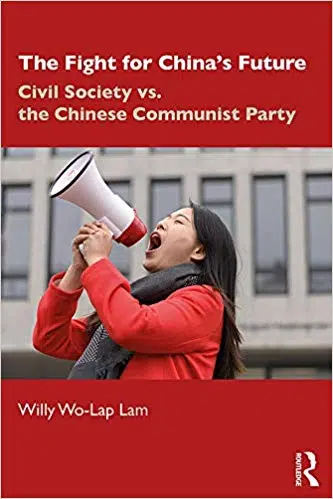 The Fight for China's Future
Civil Society vs.
the Chinese Communist Party
Willy Wo-Lap Lam
ROUTLEDGE